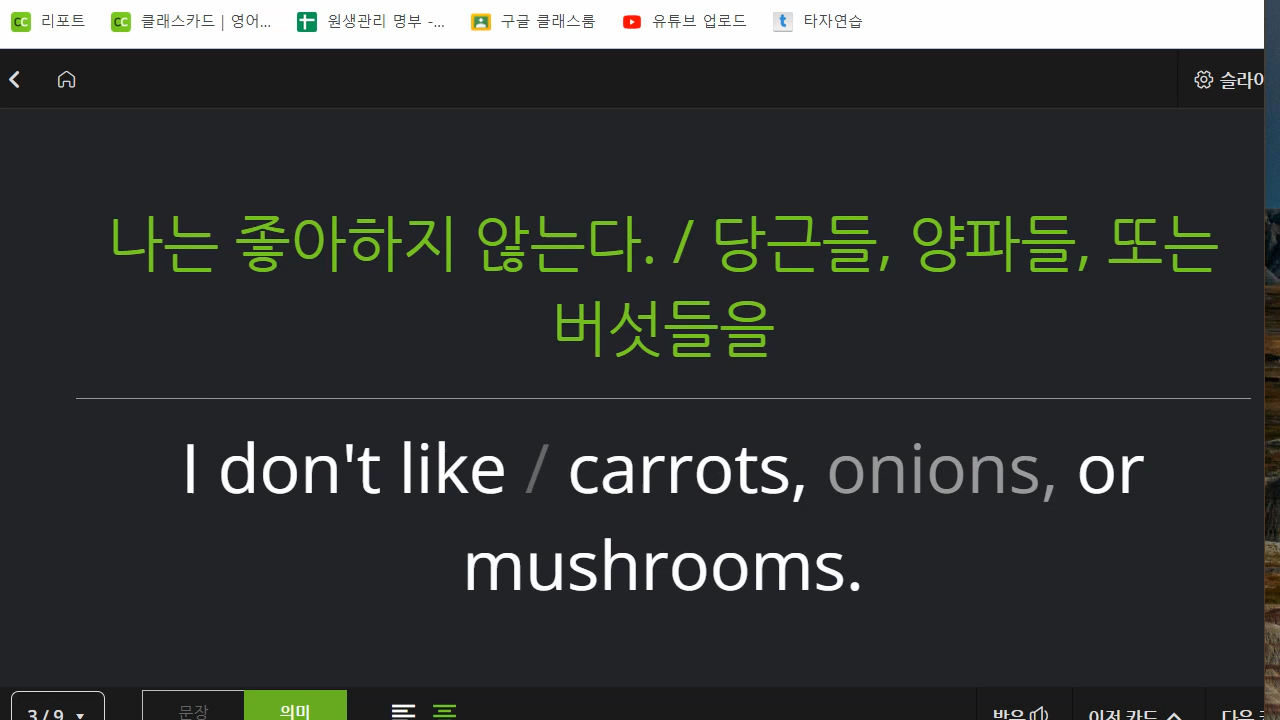 리포트 클래스카드 | 영어... 원생관리 명부 -... 구글 클래스룸 유튜브 업로드 타자연습
나는 좋아하지 않는다. / 당근들, 양파들, 또는
버섯들을
I don't like / carrots, onions, or
mushrooms.
3 / 9 문장 의미 발음 이전 카드 다음